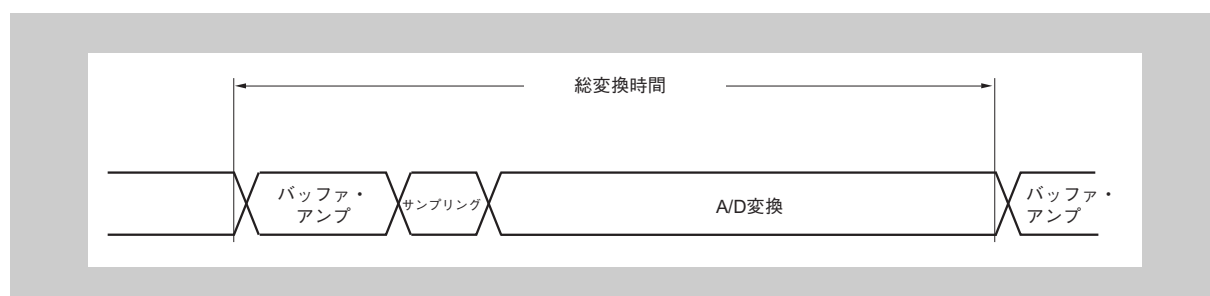 総変換時間
バッファ・
アンプ
サンプリング
A/D変換
バッファ・
アンプ